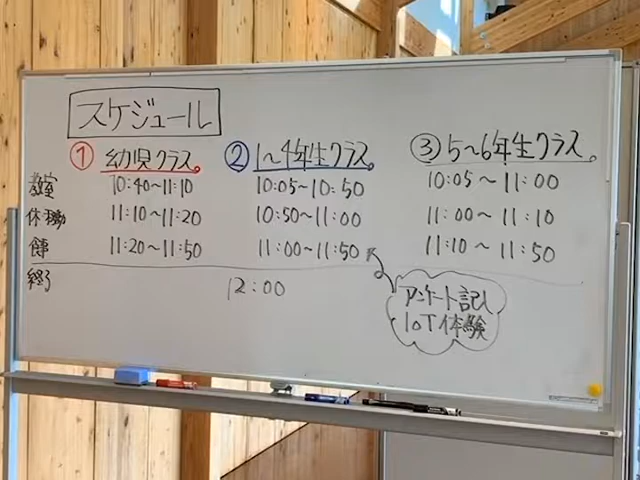 スケジュール
① 幼児クラス。 ② 1〜4年生クラス。 ③ 5〜6年生クラス。
教室 10:40〜11:10 10:05〜10:50 10:05〜11:00
休・移動 11:10〜11:20 10:50〜11:00 11:00〜11:10
食事 11:20〜11:50 11:00〜11:50 11:10〜11:50
終了 12:00
アンケート記入
IoT体験